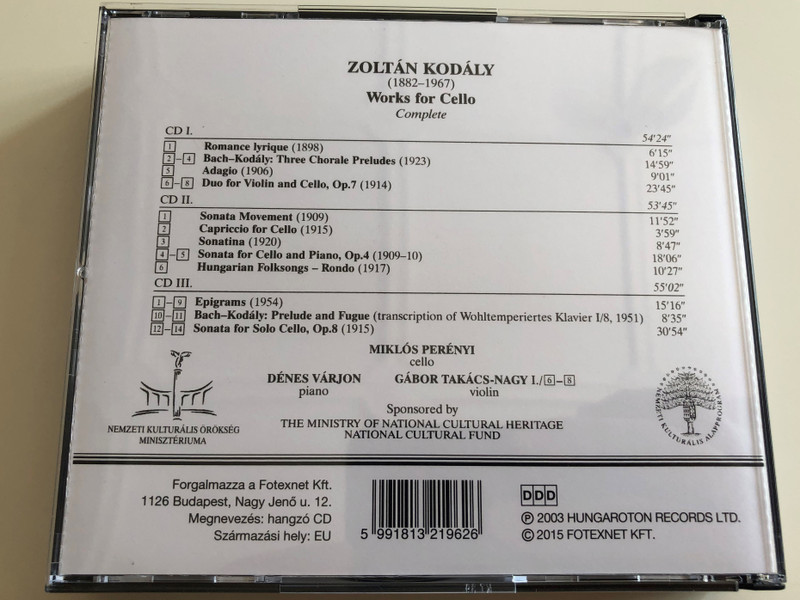 ZOLTÁN KODÁLY
(1882–1967)
Works for Cello
Complete
CD I. 54'24"
1 Romance lyrique (1898) 6'15"
2–4 Bach–Kodály: Three Chorale Preludes (1923) 14'59"
5 Adagio (1906) 9'01"
6–8 Duo for Violin and Cello, Op.7 (1914) 23'45"
CD II. 53'45"
1 Sonata Movement (1909) 11'52"
2 Capriccio for Cello (1915) 3'59"
3 Sonatina (1920) 8'47"
4–5 Sonata for Cello and Piano, Op.4 (1909–10) 18'06"
6 Hungarian Folksongs – Rondo (1917) 10'27"
CD III. 55'02"
1–9 Epigrams (1954) 15'16"
10–11 Bach–Kodály: Prelude and Fugue (transcription of Wohltemperiertes Klavier I/8, 1951) 8'35"
12–14 Sonata for Solo Cello, Op.8 (1915) 30'54"
MIKLÓS PERÉNYI
cello
DÉNES VÁRJON GÁBOR TAKÁCS-NAGY I./6–8
piano violin
Sponsored by
THE MINISTRY OF NATIONAL CULTURAL HERITAGE
NATIONAL CULTURAL FUND
NEMZETI KULTURÁLIS ÖRÖKSÉG
MINISZTÉRIUMA
NEMZETI KULTURÁLIS ALAPPROGRAM
Forgalmazza a Fotexnet Kft.
1126 Budapest, Nagy Jenő u. 12.
Megnevezés: hangzó CD
Származási hely: EU
5 991813 219626
DDD
℗ 2003 HUNGAROTON RECORDS LTD.
© 2015 FOTEXNET KFT.